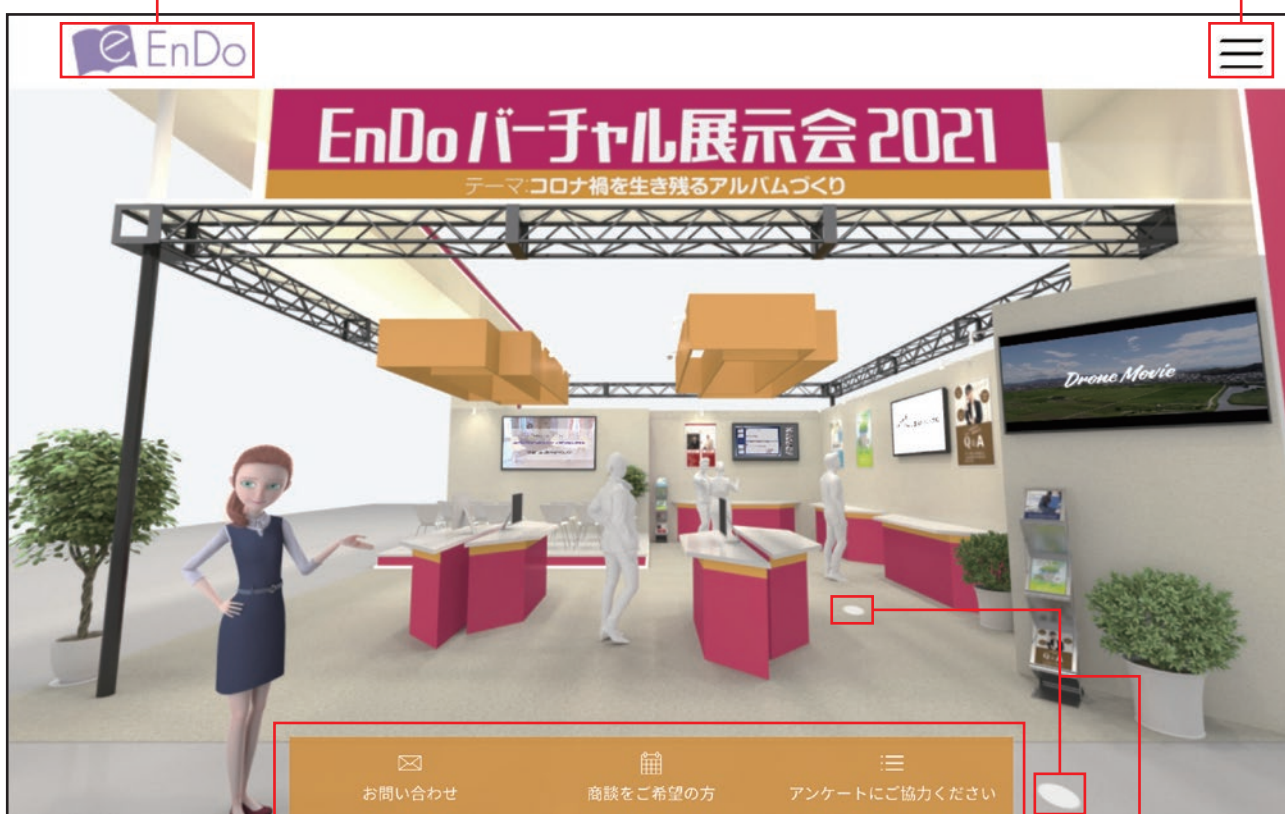 EnDo
EnDoバーチャル展示会2021
テーマ:コロナ禍を生き残るアルバムづくり
Drone Movie
Q&A
お問い合わせ
商談をご希望の方
アンケートにご協力ください